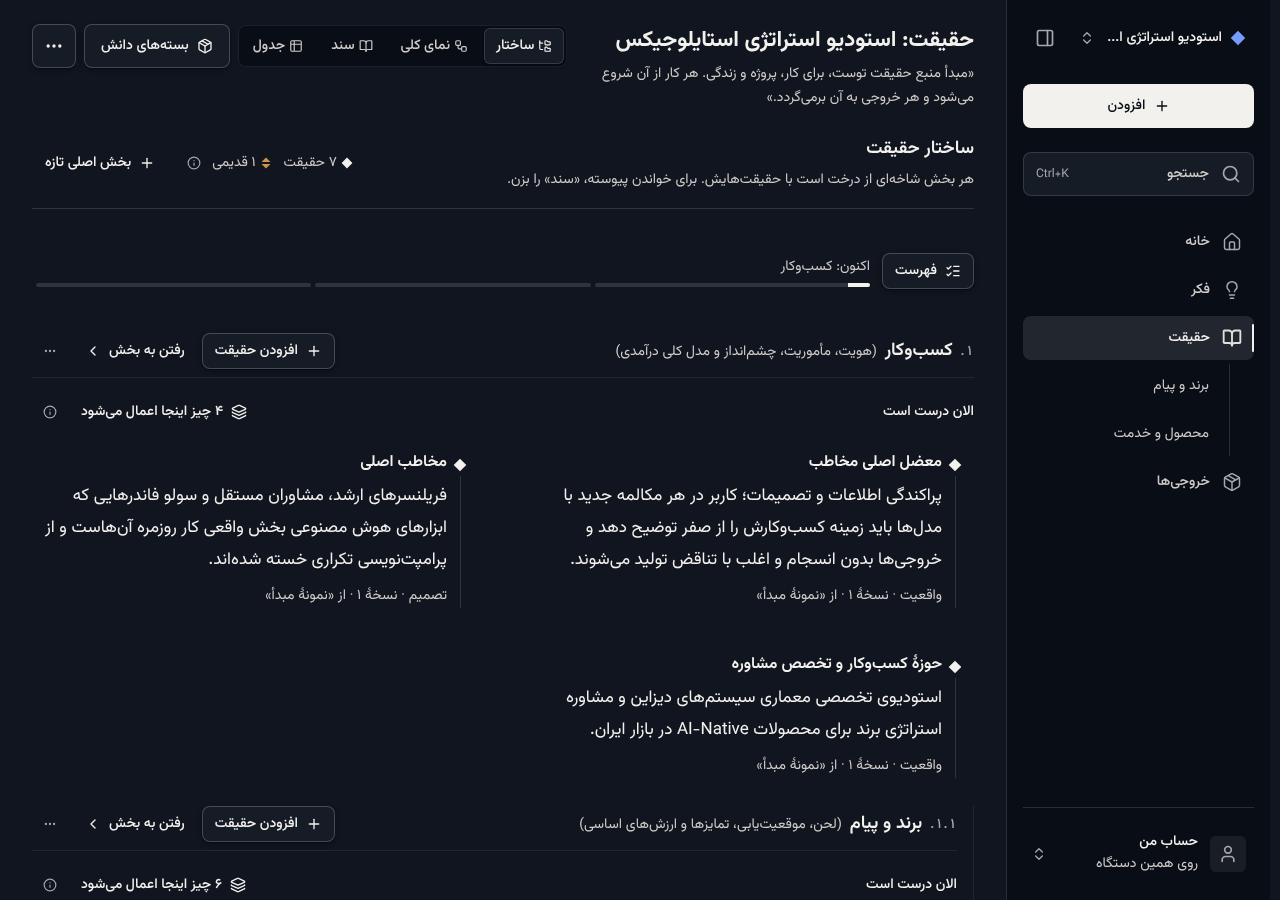 استودیو استراتژی ا...
افزودن
جستجو Ctrl+K
خانه
فکر
حقیقت
برند و پیام
محصول و خدمت
خروجی‌ها
حساب من
روی همین دستگاه
حقیقت: استودیو استراتژی استایلوجیکس
«مبدأ منبع حقیقت توست، برای کار، پروژه و زندگی. هر کار از آن شروع
می‌شود و هر خروجی به آن برمی‌گردد.»
ساختار نمای کلی سند جدول
بسته‌های دانش
ساختار حقیقت
هر بخش شاخه‌ای از درخت است با حقیقت‌هایش. برای خواندن پیوسته، «سند» را بزن.
۷ حقیقت ۱ قدیمی
بخش اصلی تازه
فهرست
اکنون: کسب‌وکار
۱. کسب‌وکار (هویت، مأموریت، چشم‌انداز و مدل کلی درآمدی)
افزودن حقیقت رفتن به بخش
الان درست است
۴ چیز اینجا اعمال می‌شود
معضل اصلی مخاطب
پراکندگی اطلاعات و تصمیمات؛ کاربر در هر مکالمه جدید با
مدل‌ها باید زمینه کسب‌وکارش را از صفر توضیح دهد و
خروجی‌ها بدون انسجام و اغلب با تناقض تولید می‌شوند.
واقعیت · نسخهٔ ۱ · از «نمونهٔ مبدأ»
مخاطب اصلی
فریلنسرهای ارشد، مشاوران مستقل و سولو فاندرهایی که
ابزارهای هوش مصنوعی بخش واقعی کار روزمره آن‌هاست و از
پرامپت‌نویسی تکراری خسته شده‌اند.
تصمیم · نسخهٔ ۱ · از «نمونهٔ مبدأ»
حوزهٔ کسب‌وکار و تخصص مشاوره
استودیوی تخصصی معماری سیستم‌های دیزاین و مشاوره
استراتژی برند برای محصولات AI-Native در بازار ایران.
واقعیت · نسخهٔ ۱ · از «نمونهٔ مبدأ»
۱.۱. برند و پیام (لحن، موقعیت‌یابی، تمایزها و ارزش‌های اساسی)
افزودن حقیقت رفتن به بخش
الان درست است
۶ چیز اینجا اعمال می‌شود